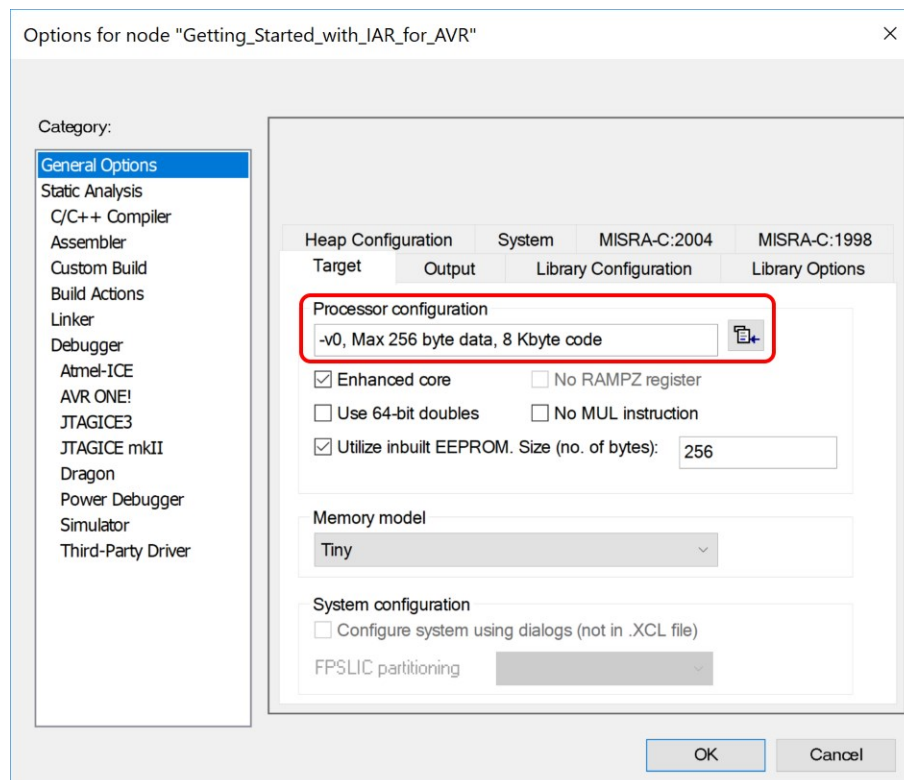 Options for node "Getting_Started_with_IAR_for_AVR"
Category:
General Options
Static Analysis
C/C++ Compiler
Assembler
Custom Build
Build Actions
Linker
Debugger
Atmel-ICE
AVR ONE!
JTAGICE3
JTAGICE mkII
Dragon
Power Debugger
Simulator
Third-Party Driver
Heap Configuration System MISRA-C:2004 MISRA-C:1998
Target Output Library Configuration Library Options
Processor configuration
-v0, Max 256 byte data, 8 Kbyte code
Enhanced core No RAMPZ register
Use 64-bit doubles No MUL instruction
Utilize inbuilt EEPROM. Size (no. of bytes): 256
Memory model
Tiny
System configuration
Configure system using dialogs (not in .XCL file)
FPSLIC partitioning
OK Cancel